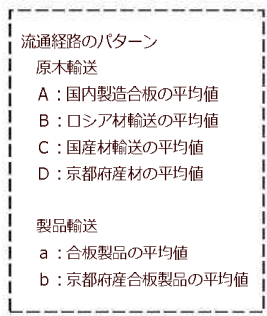 流通経路のパターン
原木輸送
A：国内製造合板の平均値
B：ロシア材輸送の平均値
C：国産材輸送の平均値
D：京都府産材の平均値
製品輸送
a：合板製品の平均値
b：京都府産合板製品の平均値